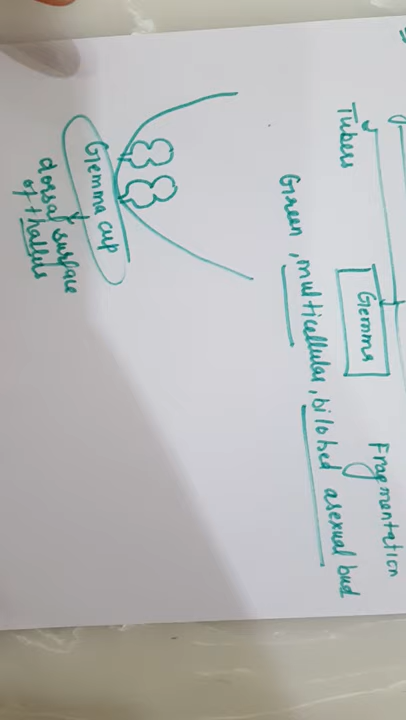 Tubers
Gemma
Fragmentation
Green, multicellular, bilobed asexual bud
Gemma cup
dorsal surface
of thallus